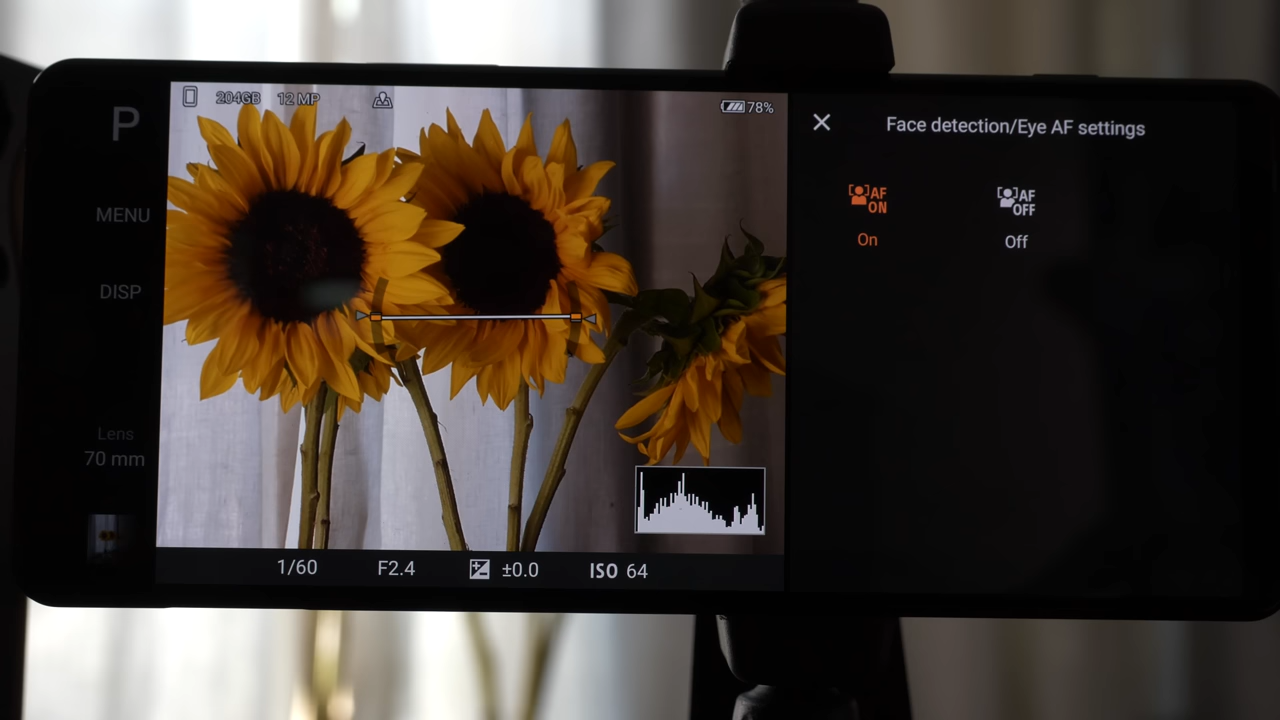 P
MENU
DISP
Lens
70 mm
204GB 12 MP
78%
1/60 F2.4 ±0.0 ISO 64
Face detection/Eye AF settings
AF ON
On
AF OFF
Off